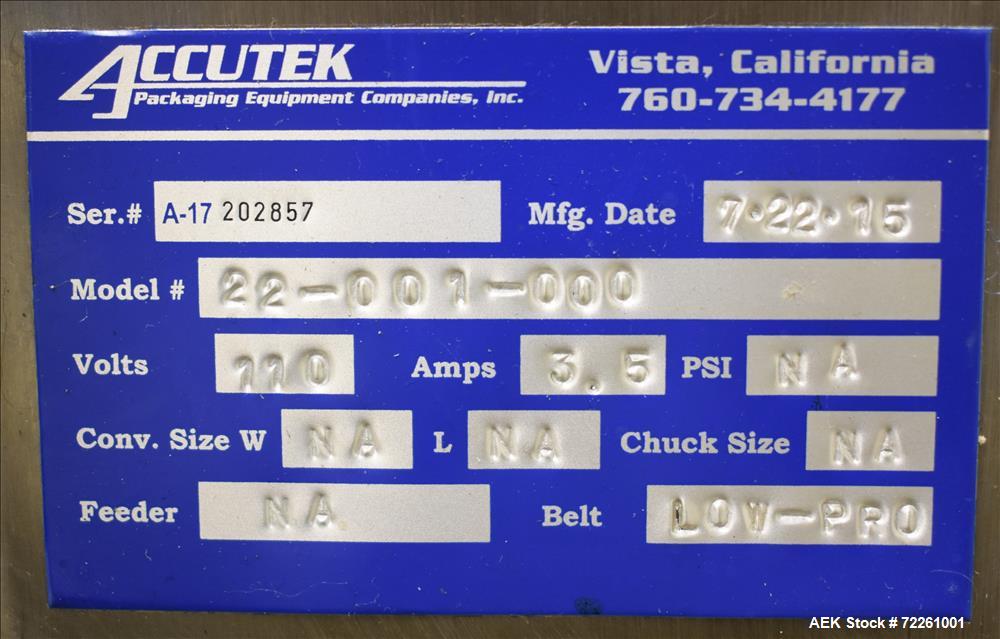 ACCUTEK
Packaging Equipment Companies, Inc.
Vista, California
760-734-4177
Ser.# A-17 202857 Mfg. Date 7·22·15
Model # 22-001-000
Volts 110 Amps 3.5 PSI NA
Conv. Size W NA L NA Chuck Size NA
Feeder NA Belt LOW-PRO
AEK Stock # 72261001